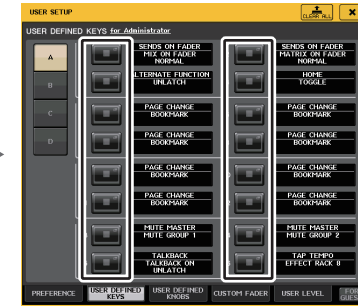 USER SETUP
CLEAR ALL
USER DEFINED KEYS for Administrator
A
SENDS ON FADER
MIX ON FADER
NORMAL
SENDS ON FADER
MATRIX ON FADER
NORMAL
ALTERNATE FUNCTION
UNLATCH
HOME
TOGGLE
B
PAGE CHANGE
BOOKMARK
PAGE CHANGE
BOOKMARK
C
D
PAGE CHANGE
BOOKMARK
PAGE CHANGE
BOOKMARK
PAGE CHANGE
BOOKMARK
PAGE CHANGE
BOOKMARK
PAGE CHANGE
BOOKMARK
PAGE CHANGE
BOOKMARK
MUTE MASTER
MUTE GROUP 1
MUTE MASTER
MUTE GROUP 2
TALKBACK
TALKBACK ON
UNLATCH
TAP TEMPO
EFFECT RACK 8
PREFERENCE
USER DEFINED
KEYS
USER DEFINED
KNOBS
CUSTOM FADER
USER LEVEL
FOR